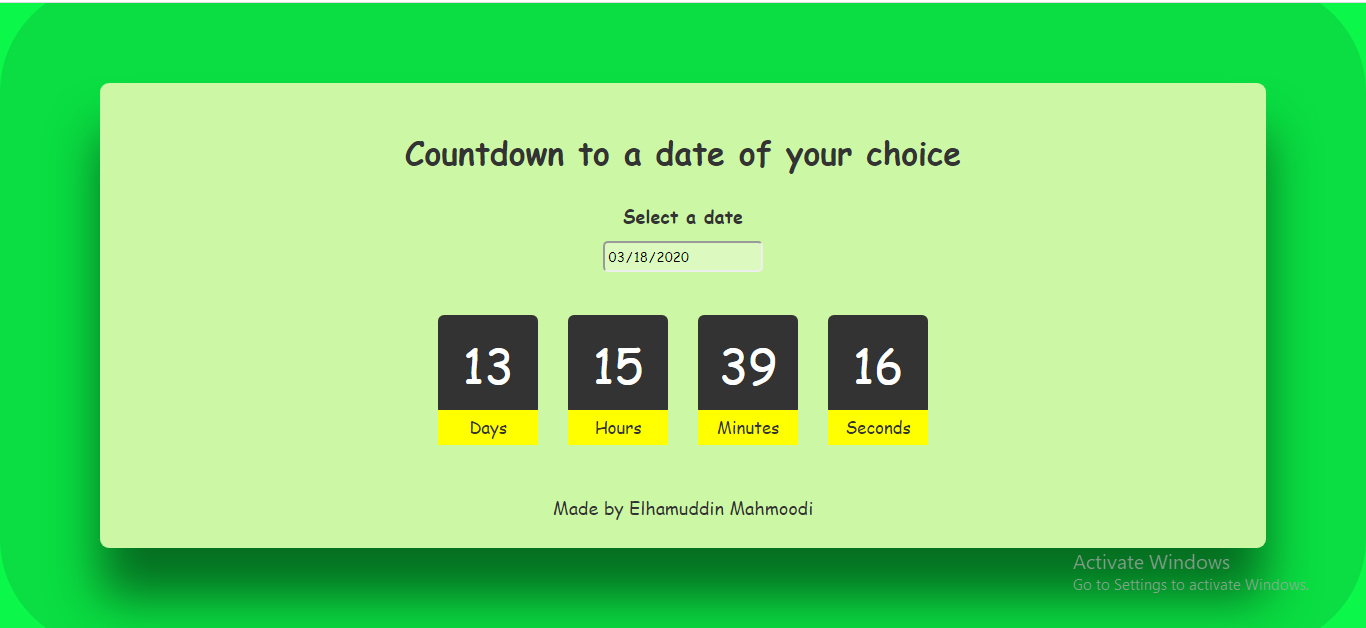 Countdown to a date of your choice
Select a date
03/18/2020
13 15 39 16
Days Hours Minutes Seconds
Made by Elhamuddin Mahmoodi
Activate Windows
Go to Settings to activate Windows.